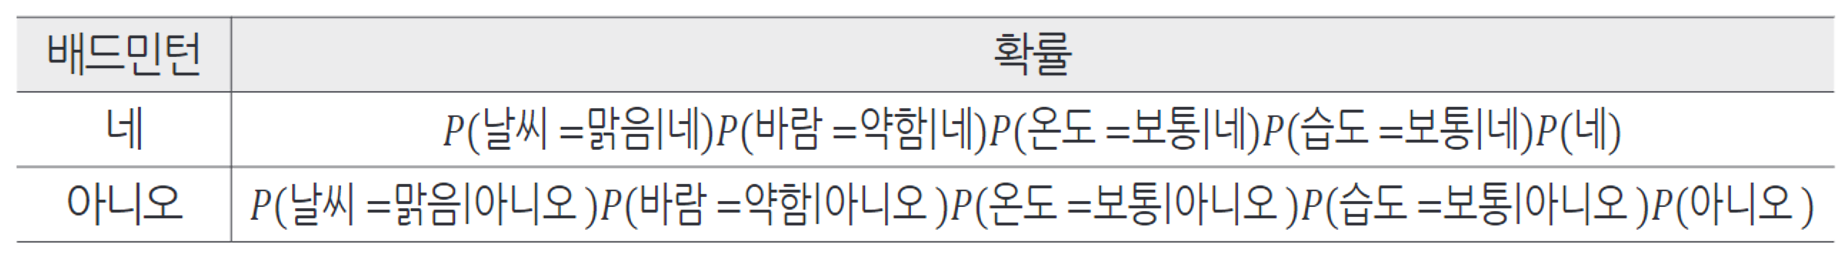 배드민턴 확률
네 P(날씨 =맑음|네)P(바람 =약함|네)P(온도 =보통|네)P(습도 =보통|네)P(네)
아니오 P(날씨 =맑음|아니오 )P(바람 =약함|아니오 )P(온도 =보통|아니오 )P(습도 =보통|아니오 )P(아니오 )